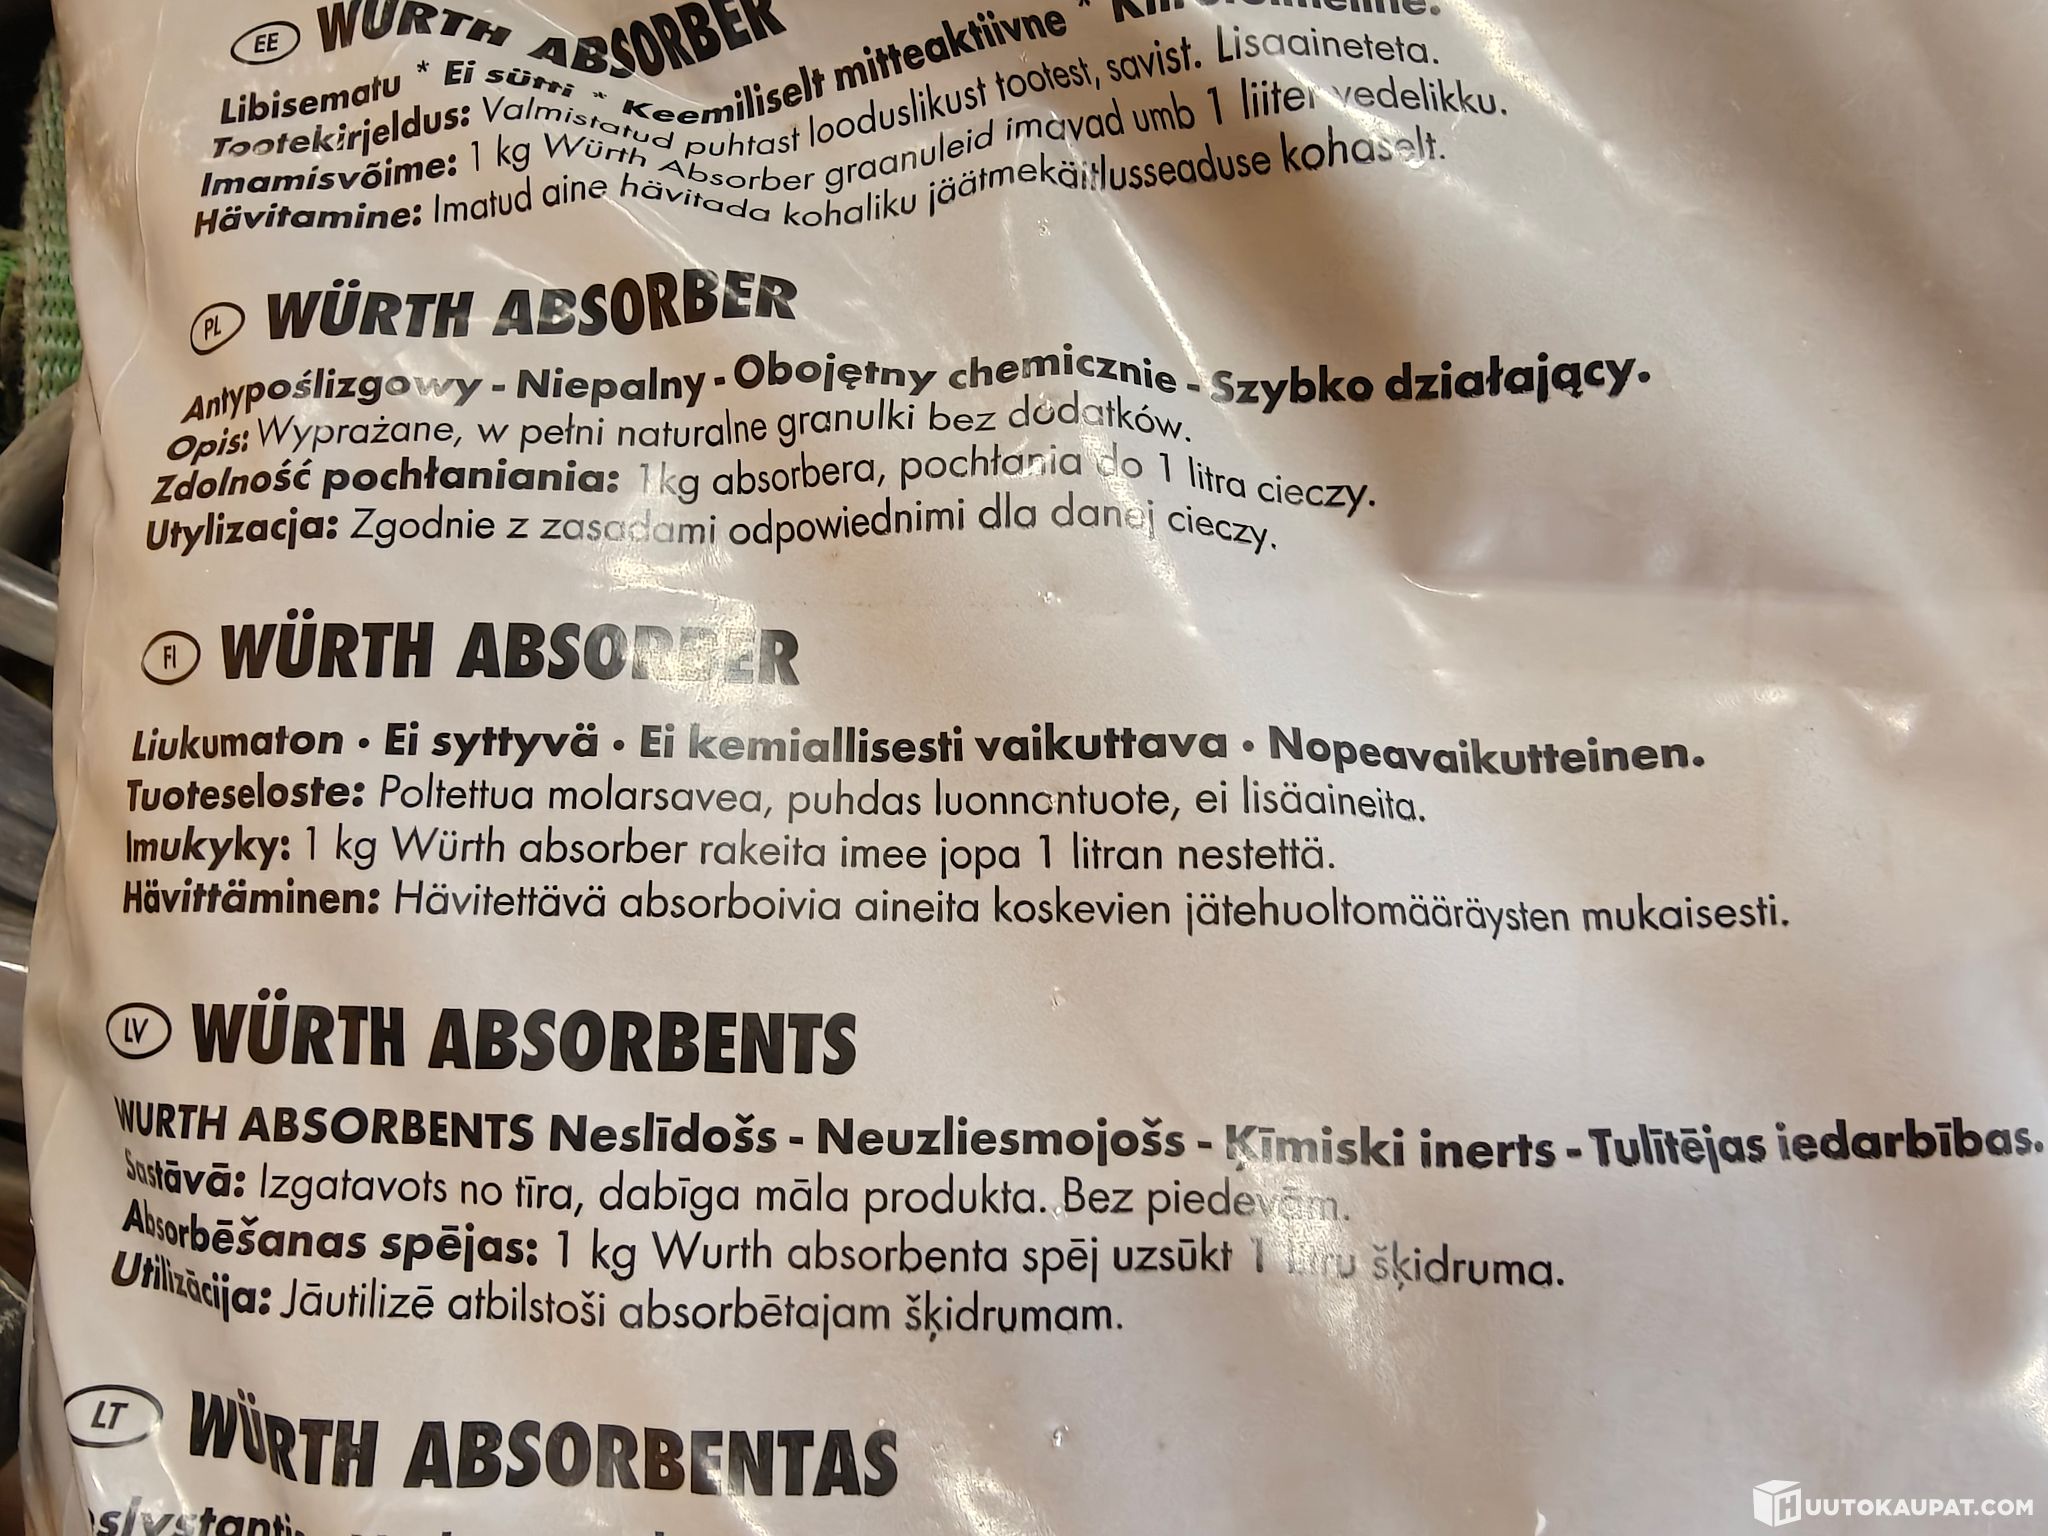 EE WÜRTH ABSORBER
Libisematu * Ei sütti * Keemiliselt mitteaktiivne *
Tootekirjeldus: Valmistatud puhtast looduslikust tootest, savist. Lisaaineteta.
Imamisvõime: 1 kg Würth Absorber graanuleid imavad umb 1 liiter vedelikku.
Hävitamine: Imatud aine hävitada kohaliku jäätmekäitlusseaduse kohaselt.
PL WÜRTH ABSORBER
Antypoślizgowy - Niepalny - Obojętny chemicznie - Szybko działający.
Opis: Wyprażane, w pełni naturalne granulki bez dodatków.
Zdolność pochłaniania: 1 kg absorbera, pochłania do 1 litra cieczy.
Utylizacja: Zgodnie z zasadami odpowiednimi dla danej cieczy.
FI WÜRTH ABSORBER
Liukumaton • Ei syttyvä • Ei kemiallisesti vaikuttava • Nopeavaikutteinen.
Tuoteseloste: Poltettua molarsavea, puhdas luonnontuote, ei lisäaineita.
Imukyky: 1 kg Würth absorber rakeita imee jopa 1 litran nestettä.
Hävittäminen: Hävitettävä absorboivia aineita koskevien jätehuoltomääräysten mukaisesti.
LV WÜRTH ABSORBENTS
WURTH ABSORBENTS Neslīdošs - Neuzliesmojošs - Ķīmiski inerts - Tulītējas iedarbības.
Sastāvā: Izgatavots no tīra, dabīga māla produkta. Bez piedevām.
Absorbēšanas spējas: 1 kg Wurth absorbenta spēj uzsūkt 1 litru šķidruma.
Utilizācija: Jāutilizē atbilstoši absorbētajam šķidrumam.
LT WÜRTH ABSORBENTAS
HUUTOKAUPAT.COM